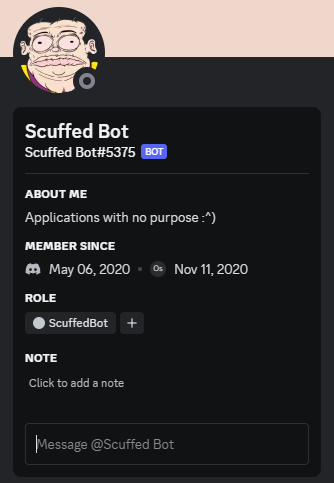 Scuffed Bot
Scuffed Bot#5375 BOT
ABOUT ME
Applications with no purpose :^)
MEMBER SINCE
May 06, 2020 • Os Nov 11, 2020
ROLE
ScuffedBot +
NOTE
Click to add a note
Message @Scuffed Bot